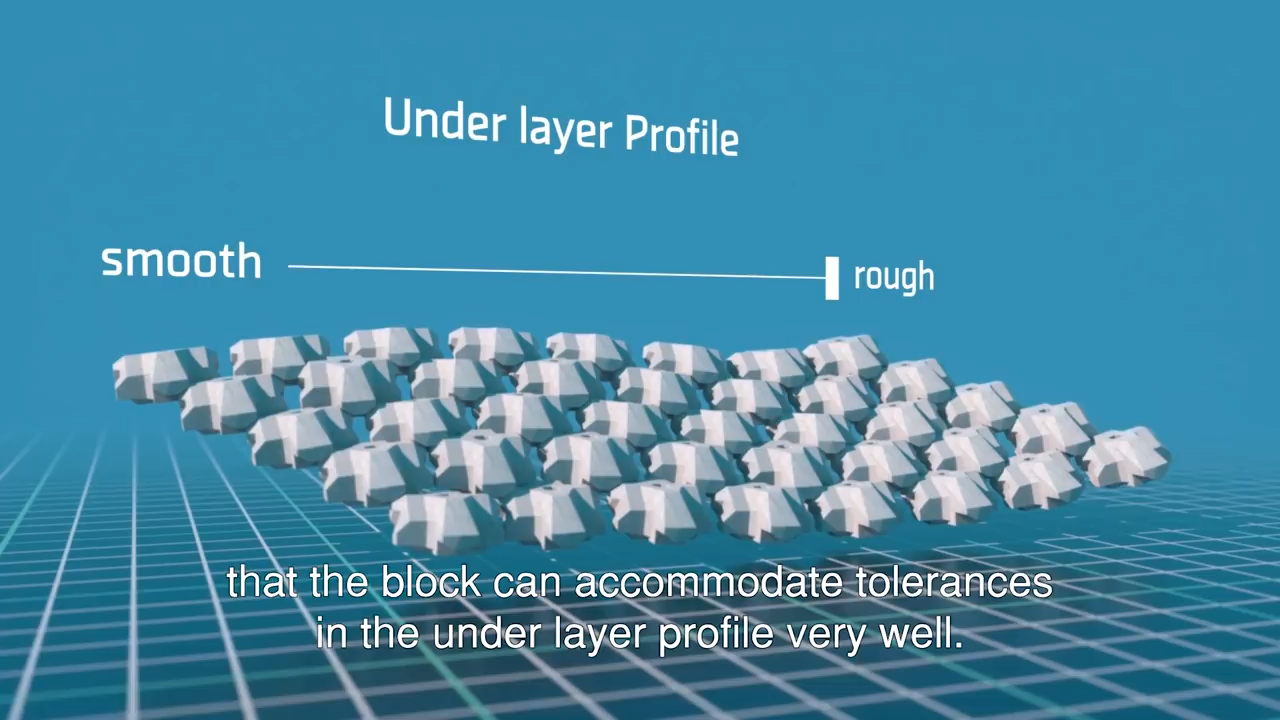 Under layer Profile
smooth
rough
that the block can accommodate tolerances
in the under layer profile very well.